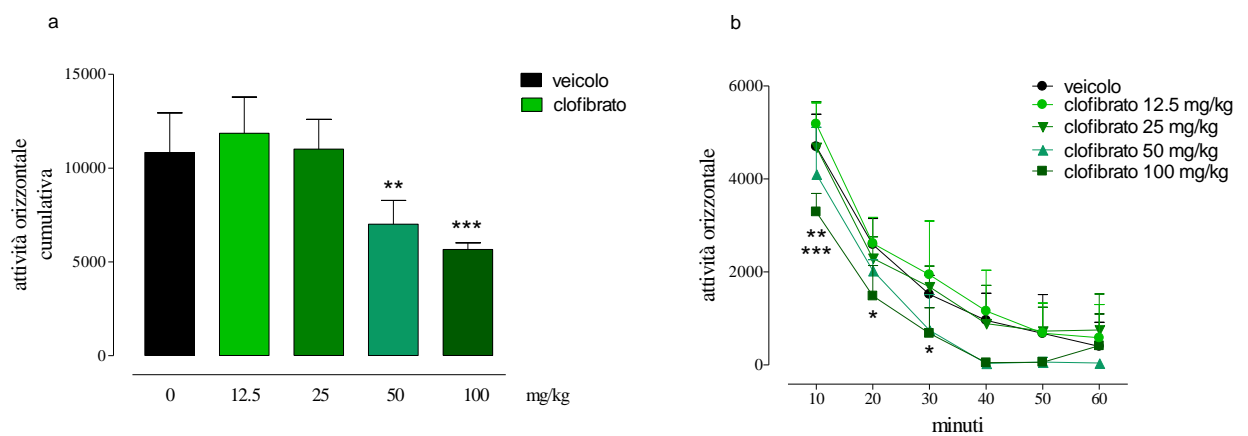 a
attività orizzontale
cumulativa
15000
10000
5000
0
**
***
0 12.5 25 50 100 mg/kg
veicolo
clofibrato
b
attività orizzontale
6000
4000
2000
0
**
***
*
*
10 20 30 40 50 60
minuti
veicolo
clofibrato 12.5 mg/kg
clofibrato 25 mg/kg
clofibrato 50 mg/kg
clofibrato 100 mg/kg